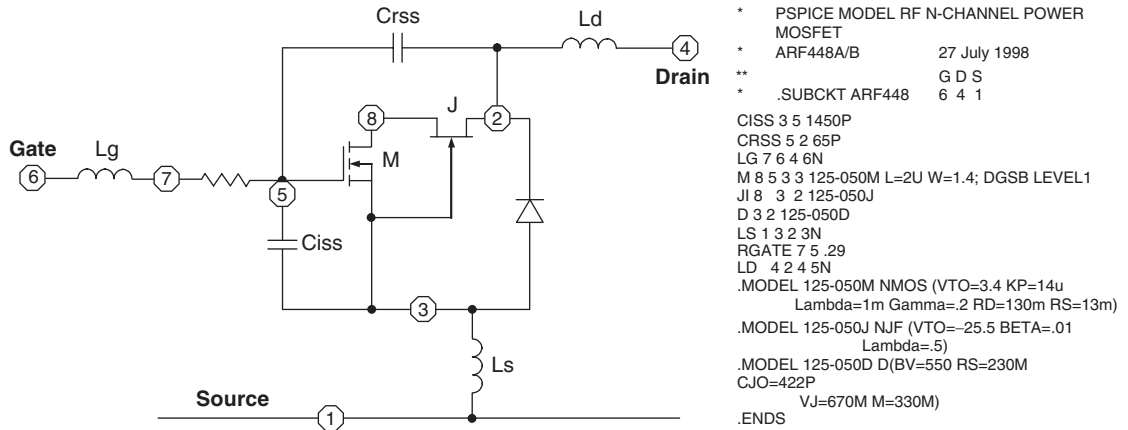 Crss
Ld
4
Drain
J
8
2
Gate
Lg
M
6
7
5
Ciss
3
Ls
Source
1
* PSPICE MODEL RF N-CHANNEL POWER
MOSFET
* ARF448A/B 27 July 1998
** G D S
* .SUBCKT ARF448 6 4 1
CISS 3 5 1450P
CRSS 5 2 65P
LG 7 6 4 6N
M 8 5 3 3 125-050M L=2U W=1.4; DGSB LEVEL1
JI 8 3 2 125-050J
D 3 2 125-050D
LS 1 3 2 3N
RGATE 7 5 .29
LD 4 2 4 5N
.MODEL 125-050M NMOS (VTO=3.4 KP=14u
Lambda=1m Gamma=.2 RD=130m RS=13m)
.MODEL 125-050J NJF (VTO=−25.5 BETA=.01
Lambda=.5)
.MODEL 125-050D D(BV=550 RS=230M
CJO=422P
VJ=670M M=330M)
.ENDS